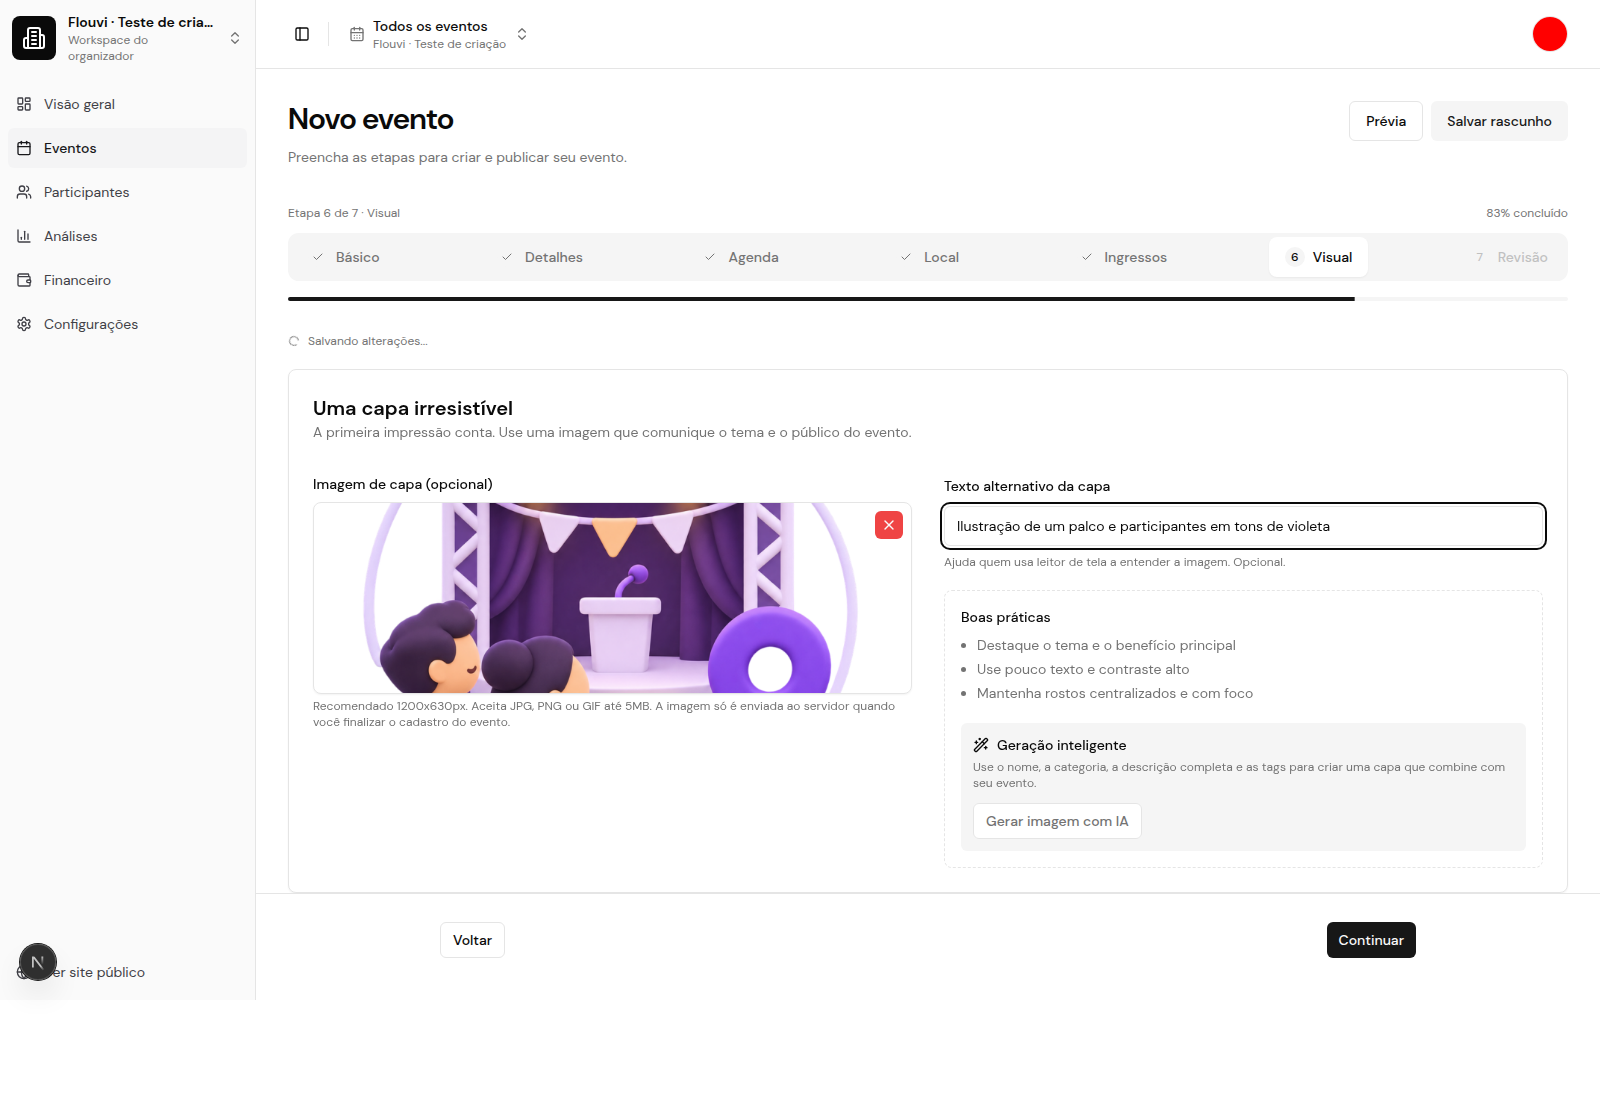 Flouvi · Teste de cria...
Workspace do
organizador
Visão geral
Eventos
Participantes
Análises
Financeiro
Configurações
N
er site público
Todos os eventos
Flouvi · Teste de criação
Novo evento
Preencha as etapas para criar e publicar seu evento.
Prévia
Salvar rascunho
Etapa 6 de 7 · Visual
83% concluído
Básico
Detalhes
Agenda
Local
Ingressos
6 Visual
7 Revisão
Salvando alterações...
Uma capa irresistível
A primeira impressão conta. Use uma imagem que comunique o tema e o público do evento.
Imagem de capa (opcional)
Recomendado 1200x630px. Aceita JPG, PNG ou GIF até 5MB. A imagem só é enviada ao servidor quando
você finalizar o cadastro do evento.
Texto alternativo da capa
Ilustração de um palco e participantes em tons de violeta
Ajuda quem usa leitor de tela a entender a imagem. Opcional.
Boas práticas
Destaque o tema e o benefício principal
Use pouco texto e contraste alto
Mantenha rostos centralizados e com foco
Geração inteligente
Use o nome, a categoria, a descrição completa e as tags para criar uma capa que combine com
seu evento.
Gerar imagem com IA
Voltar
Continuar